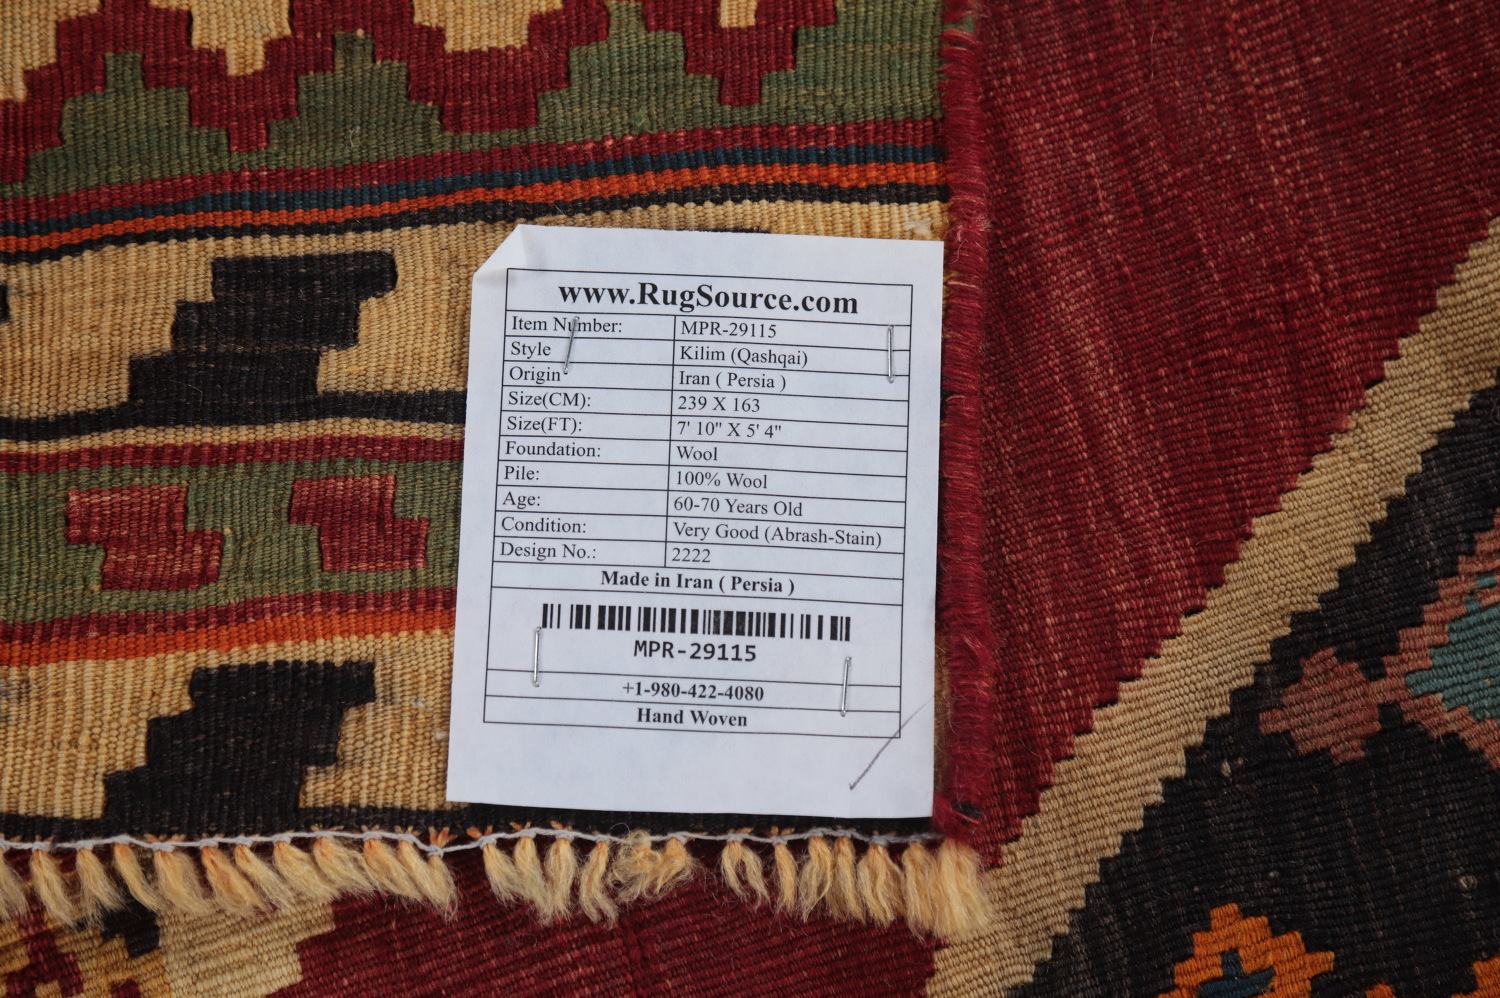 www.RugSource.com
Item Number: MPR-29115
Style Kilim (Qashqai)
Origin Iran ( Persia )
Size(CM): 239 X 163
Size(FT): 7' 10" X 5' 4"
Foundation: Wool
Pile: 100% Wool
Age: 60-70 Years Old
Condition: Very Good (Abrash-Stain)
Design No.: 2222
Made in Iran ( Persia )
MPR-29115
+1-980-422-4080
Hand Woven